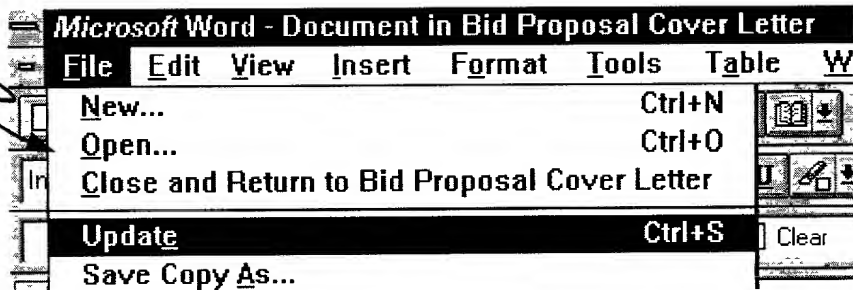 Microsoft Word - Document in Bid Proposal Cover Letter
File Edit View Insert Format Tools Table W
New... Ctrl+N
Open... Ctrl+O
Close and Return to Bid Proposal Cover Letter
In U
Update Ctrl+S
Clear
Save Copy As...